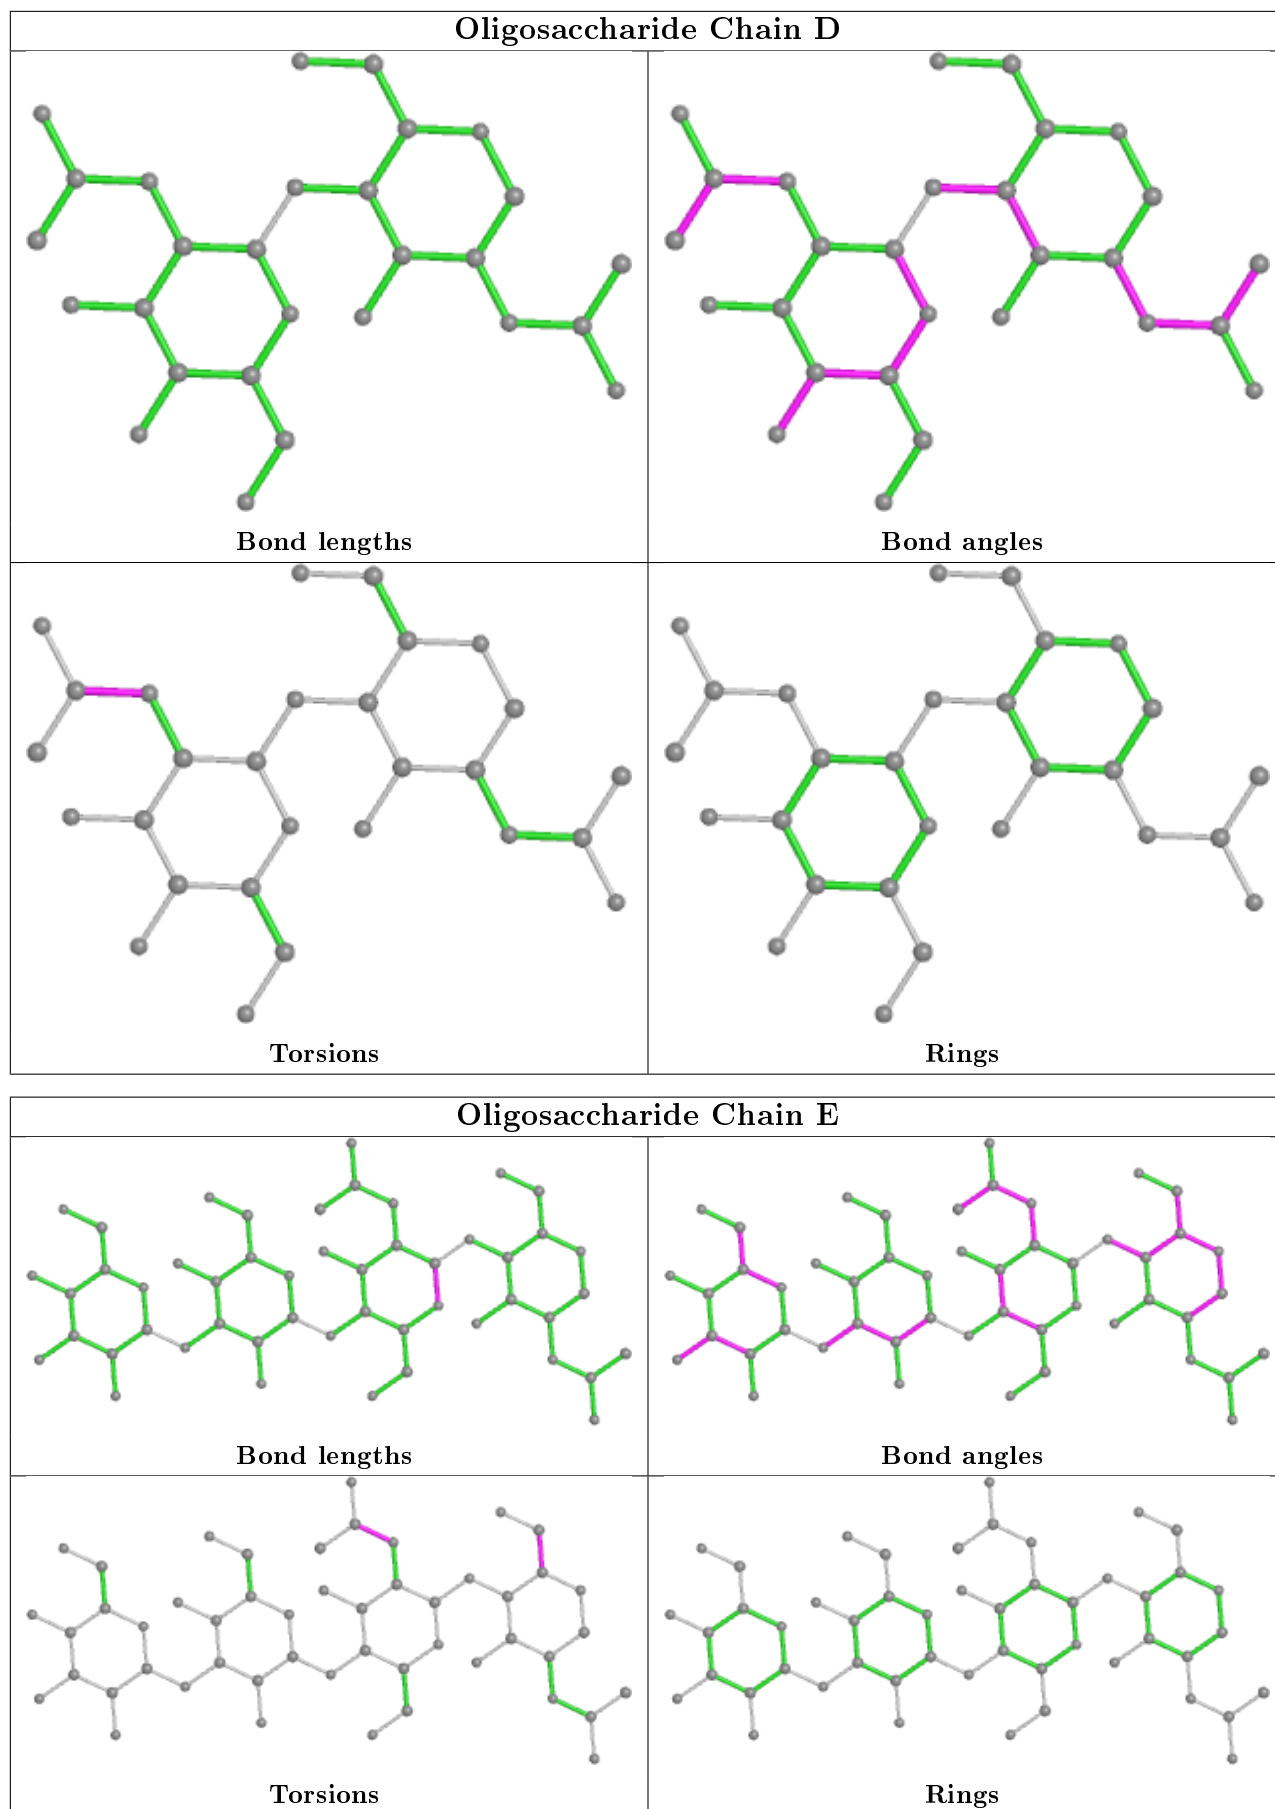 Oligosaccharide Chain D
Bond lengths
Bond angles
Torsions
Rings
Oligosaccharide Chain E
Bond lengths
Bond angles
Torsions
Rings